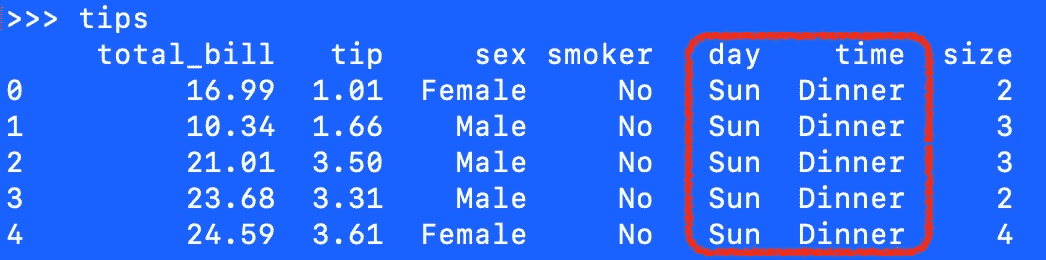 >>> tips
total_bill tip sex smoker day time size
0 16.99 1.01 Female No Sun Dinner 2
1 10.34 1.66 Male No Sun Dinner 3
2 21.01 3.50 Male No Sun Dinner 3
3 23.68 3.31 Male No Sun Dinner 2
4 24.59 3.61 Female No Sun Dinner 4